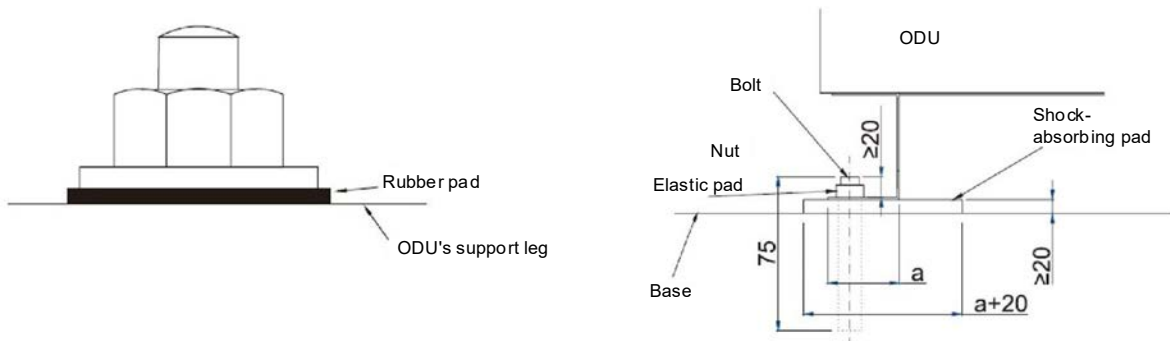 Rubber pad
ODU's support leg
ODU
Bolt
Shock-
absorbing pad
≥20
Nut
Elastic pad
75
a
≥20
Base
a+20